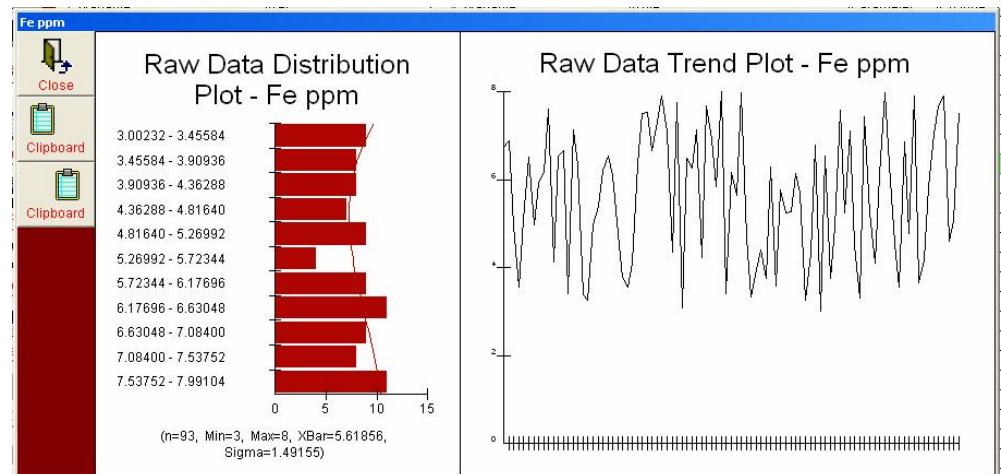 Fe ppm
Close
Clipboard
Clipboard
Raw Data Distribution
Plot - Fe ppm
3.00232 - 3.45584
3.45584 - 3.90936
3.90936 - 4.36288
4.36288 - 4.81640
4.81640 - 5.26992
5.26992 - 5.72344
5.72344 - 6.17696
6.17696 - 6.63048
6.63048 - 7.08400
7.08400 - 7.53752
7.53752 - 7.99104
0 5 10 15
(n=93, Min=3, Max=8, XBar=5.61856,
Sigma=1.49155)
Raw Data Trend Plot - Fe ppm
8
6
4
2
0